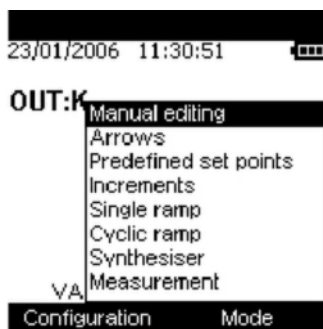 23/01/2006 11:30:51
OUT:K
Manual editing
Arrows
Predefined set points
Increments
Single ramp
Cyclic ramp
Synthesiser
Measurement
VA
Configuration Mode